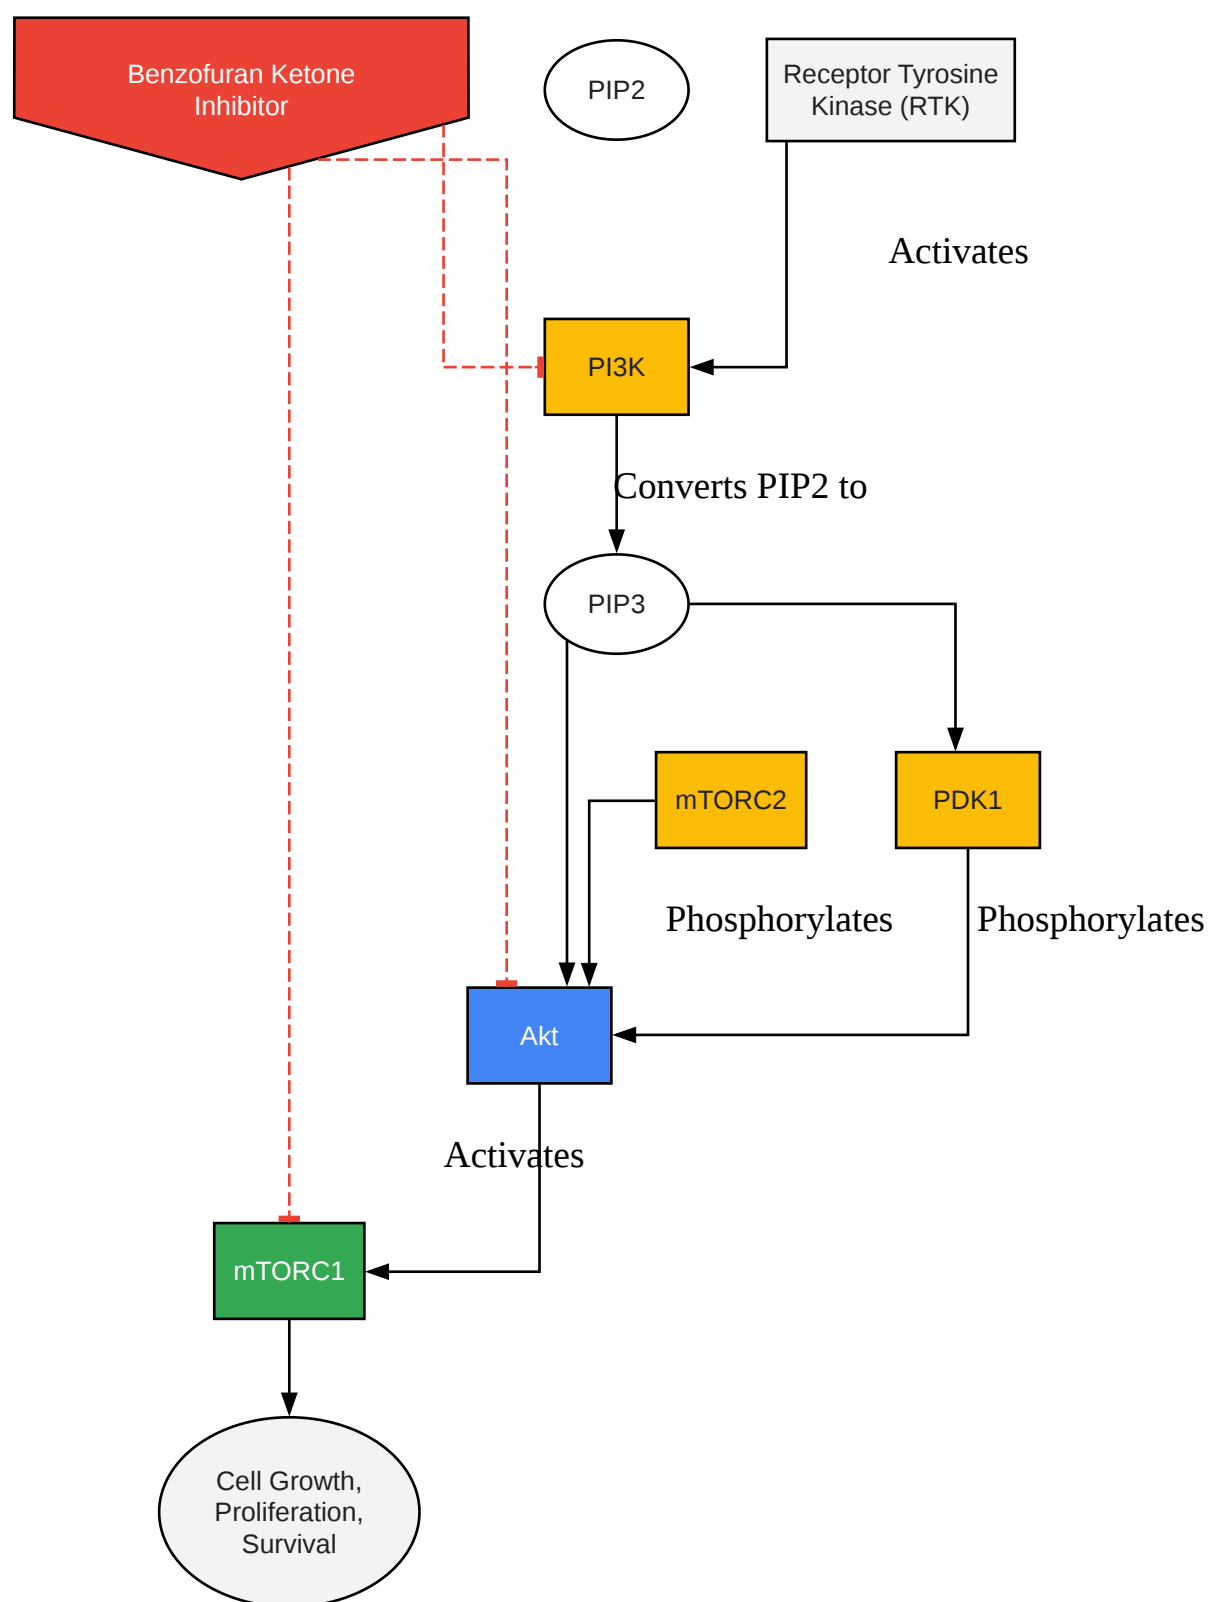 Benzofuran Ketone
Inhibitor
PIP2
Receptor Tyrosine
Kinase (RTK)
Activates
PI3K
Converts PIP2 to
PIP3
mTORC2
PDK1
Phosphorylates
Phosphorylates
Akt
Activates
mTORC1
Cell Growth,
Proliferation,
Survival